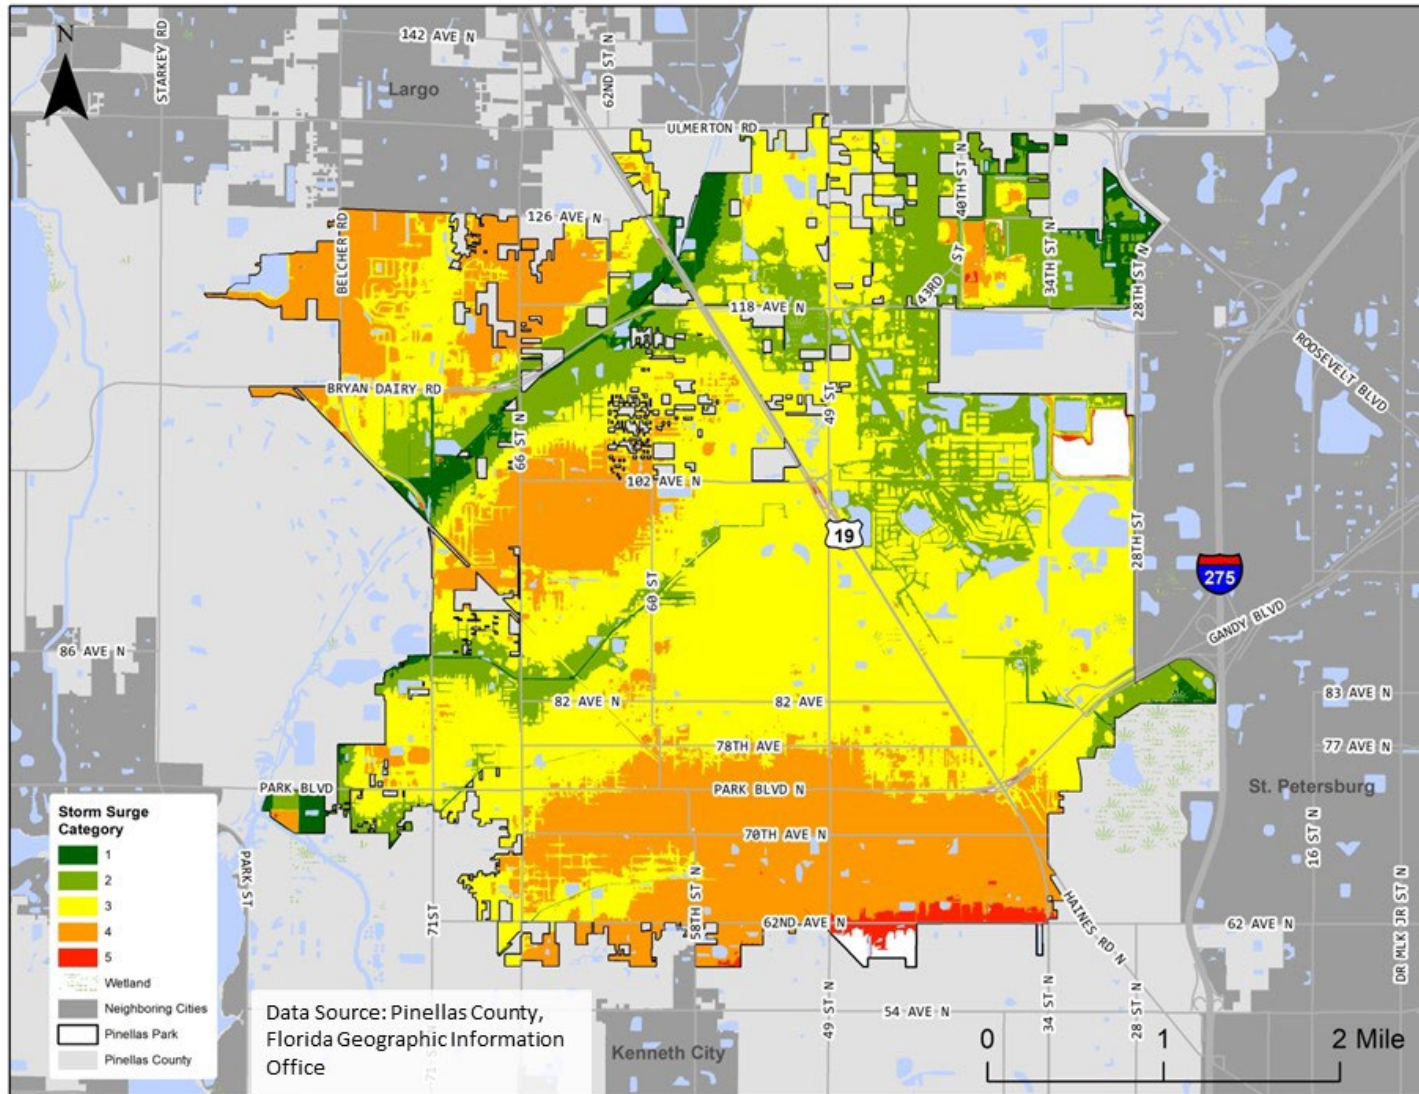 N
STARKEY RD
142 AVE N
62ND ST N
Largo
ULMERTON RD
40TH ST N
126 AVE N
BELCHER RD
34TH ST N
43RD ST
28TH ST N
118 AVE N
ROOSEVELT BLVD
BRYAN DAIRY RD
49 ST
66 ST N
102 AVE N
19
28TH ST
275
60 ST
GANDY BLVD
86 AVE N
82 AVE N
82 AVE
83 AVE N
78TH AVE
77 AVE N
PARK BLVD
PARK BLVD N
St. Petersburg
70TH AVE N
16 ST N
PARK ST
71ST
58TH ST N
HAINES RD N
62ND AVE N
62 AVE N
DR MLK JR ST N
49 ST N
34 ST N
28 ST N
54 AVE N
71 ST N
Kenneth City
Storm Surge
Category
1
2
3
4
5
Wetland
Neighboring Cities
Pinellas Park
Pinellas County
Data Source: Pinellas County,
Florida Geographic Information
Office
0 1 2 Mile